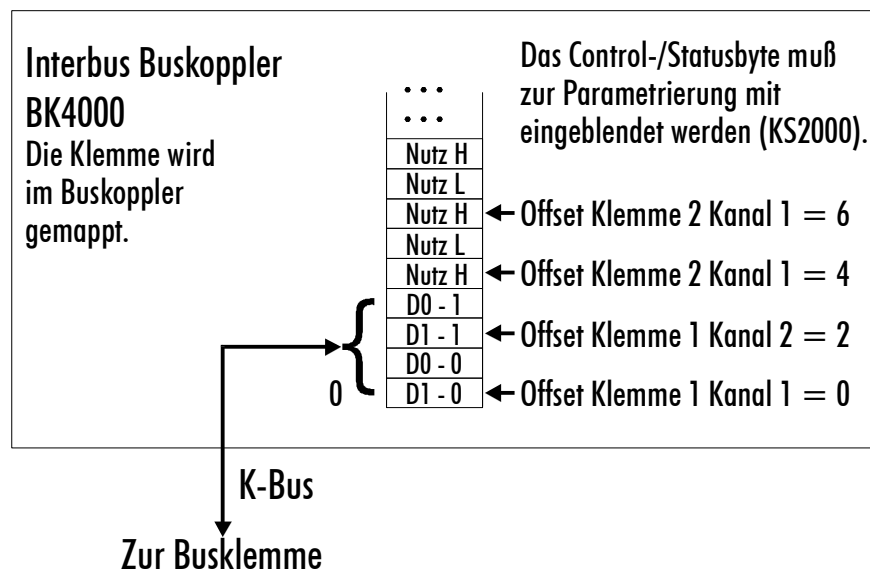 Interbus Buskoppler
BK4000
Die Klemme wird
im Buskoppler
gemappt.
Das Control-/Statusbyte muß
zur Parametrierung mit
eingeblendet werden (KS2000).
...
...
Nutz H
Nutz L
Nutz H
Offset Klemme 2 Kanal 1 = 6
Nutz L
Nutz H
Offset Klemme 2 Kanal 1 = 4
D0 - 1
D1 - 1
Offset Klemme 1 Kanal 2 = 2
D0 - 0
0
D1 - 0
Offset Klemme 1 Kanal 1 = 0
K-Bus
Zur Busklemme